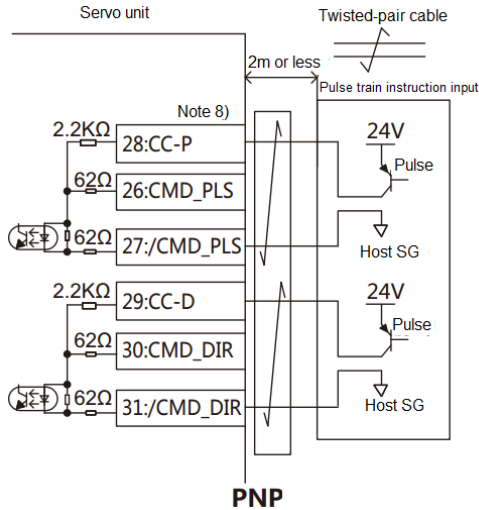 Servo unit
Twisted-pair cable
2m or less
Pulse train instruction input
Note 8)
2.2KΩ
28:CC-P
24V
62Ω
26:CMD_PLS
Pulse
62Ω
27:/CMD_PLS
Host SG
2.2KΩ
29:CC-D
24V
62Ω
30:CMD_DIR
Pulse
62Ω
31:/CMD_DIR
Host SG
PNP